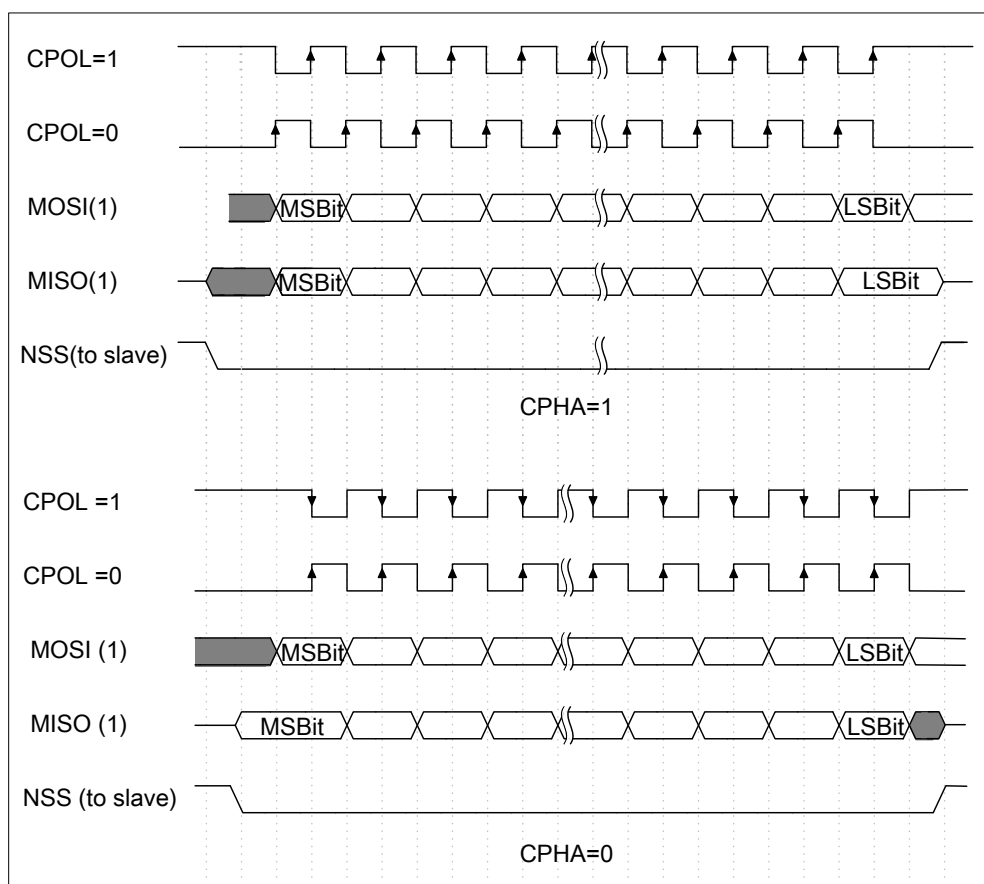 CPOL=1
CPOL=0
MOSI(1) MSBit LSBit
MISO(1) MSBit LSBit
NSS(to slave)
CPHA=1
CPOL =1
CPOL =0
MOSI (1) MSBit LSBit
MISO (1) MSBit LSBit
NSS (to slave)
CPHA=0